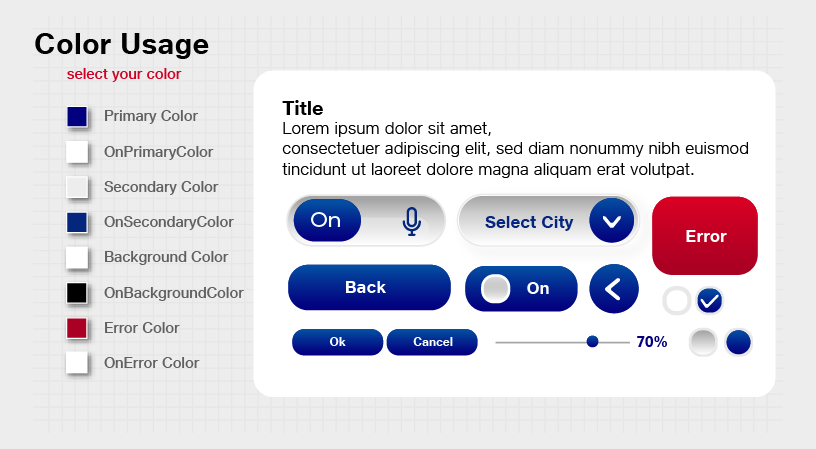 Color Usage
select your color
Primary Color
OnPrimaryColor
Secondary Color
OnSecondaryColor
Background Color
OnBackgroundColor
Error Color
OnError Color
Title
Lorem ipsum dolor sit amet,
consectetuer adipiscing elit, sed diam nonummy nibh euismod
tincidunt ut laoreet dolore magna aliquam erat volutpat.
On
Select City
Error
Back
On
Ok
Cancel
70%